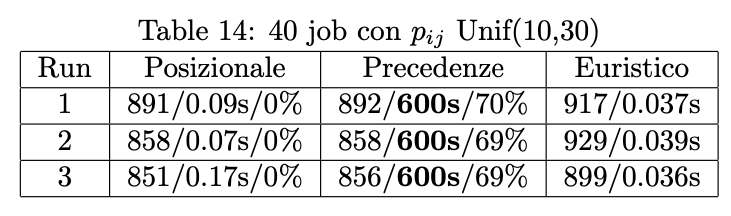 Table 14: 40 job con p_{ij} Unif(10,30)
Run Posizionale Precedenze Euristico
1 891/0.09s/0% 892/600s/70% 917/0.037s
2 858/0.07s/0% 858/600s/69% 929/0.039s
3 851/0.17s/0% 856/600s/69% 899/0.036s